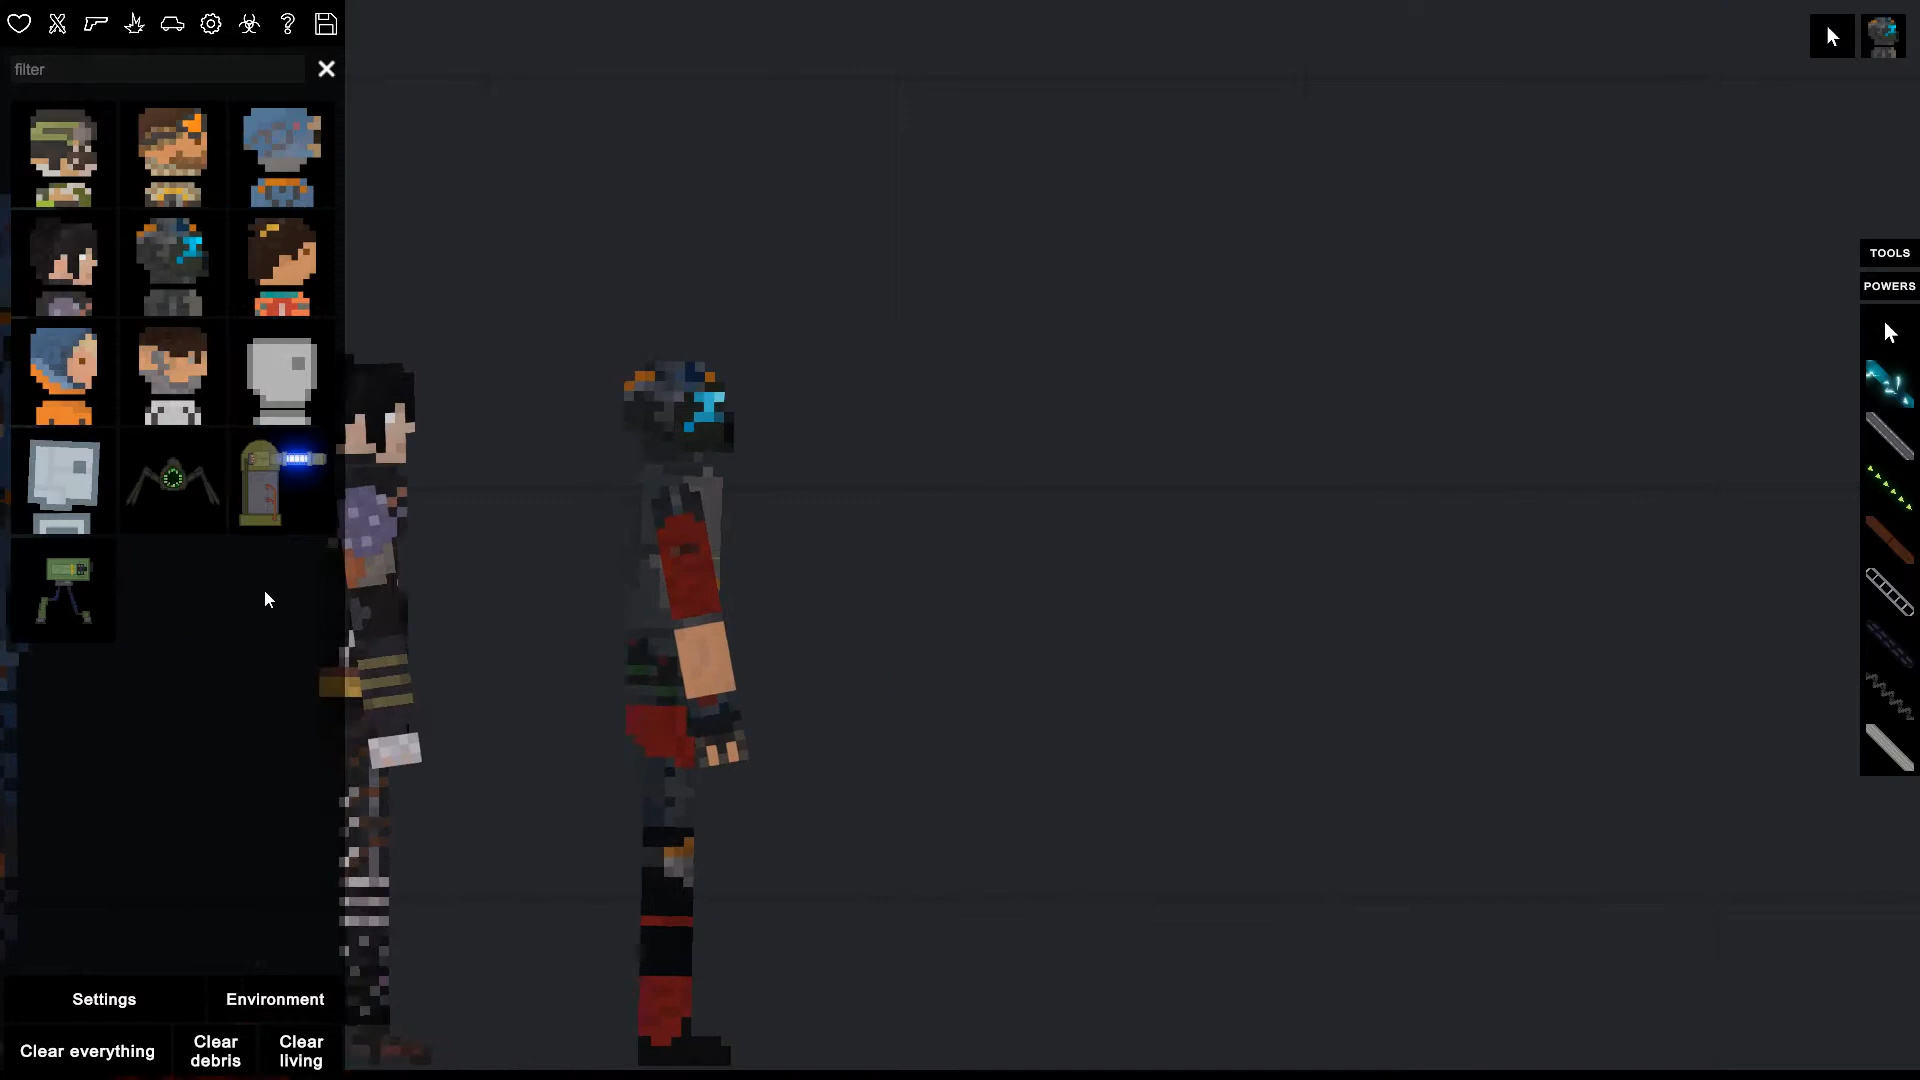 filter
TOOLS
POWERS
Settings
Environment
Clear everything
Clear
debris
Clear
living